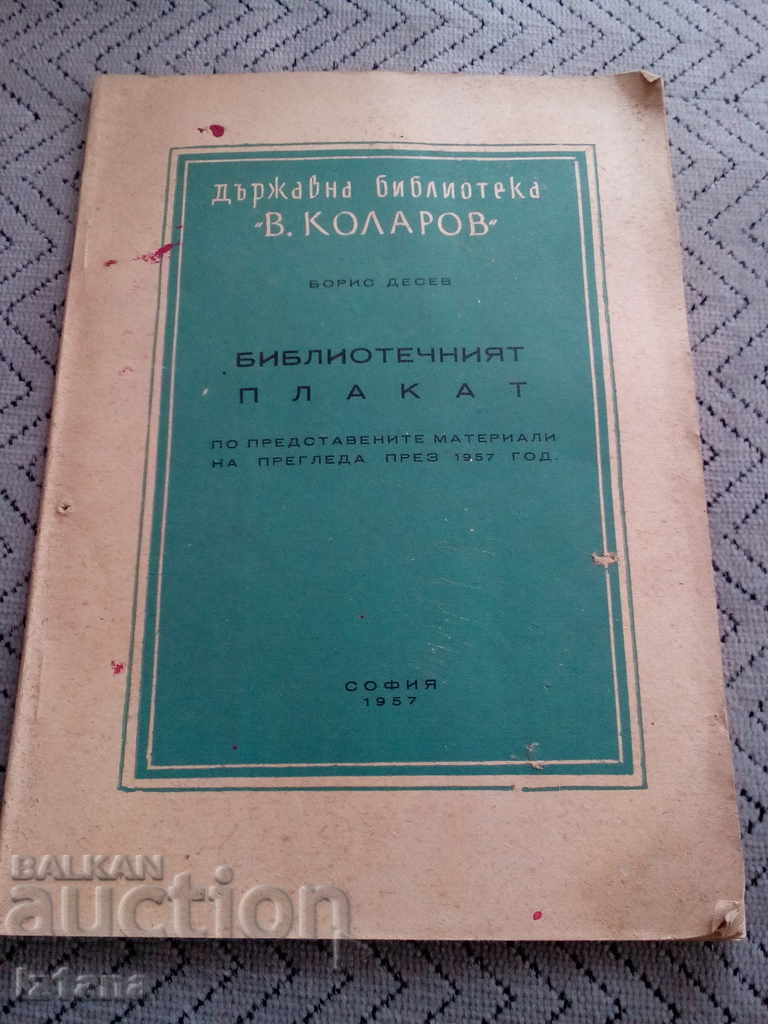 Държавна библиотека
"В. КОЛАРОВ"
БОРИС ДЕСЕВ
БИБЛИОТЕЧНИЯТ
ПЛАКАТ
ПО ПРЕДСТАВЕНИТЕ МАТЕРИАЛИ
НА ПРЕГЛЕДА ПРЕЗ 1957 ГОД.
СОФИЯ
1957
BALKAN
auction
iziana